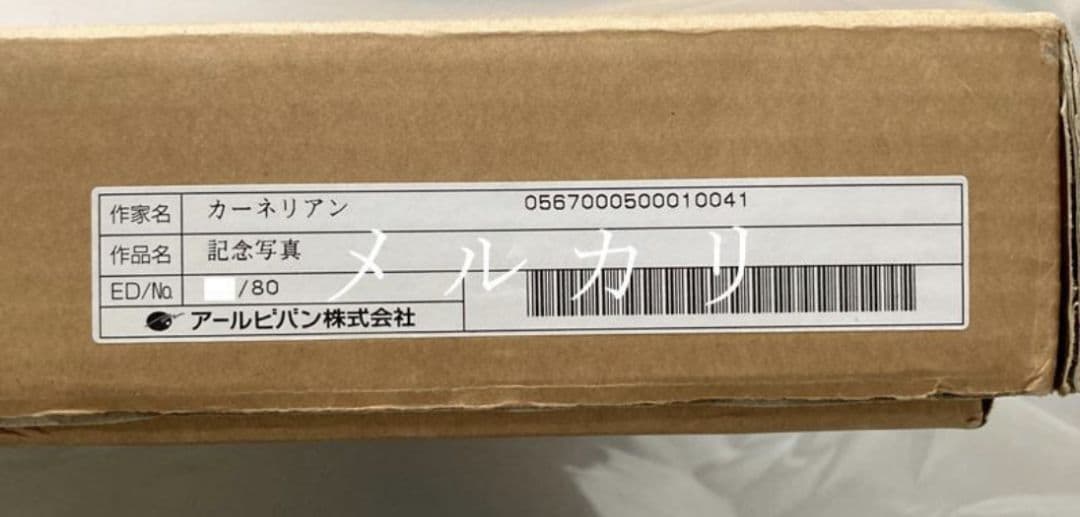 作家名 カーネリアン 0567000500010041
作品名 記念写真
ED/No. /80
アールビバン株式会社
メルカリ